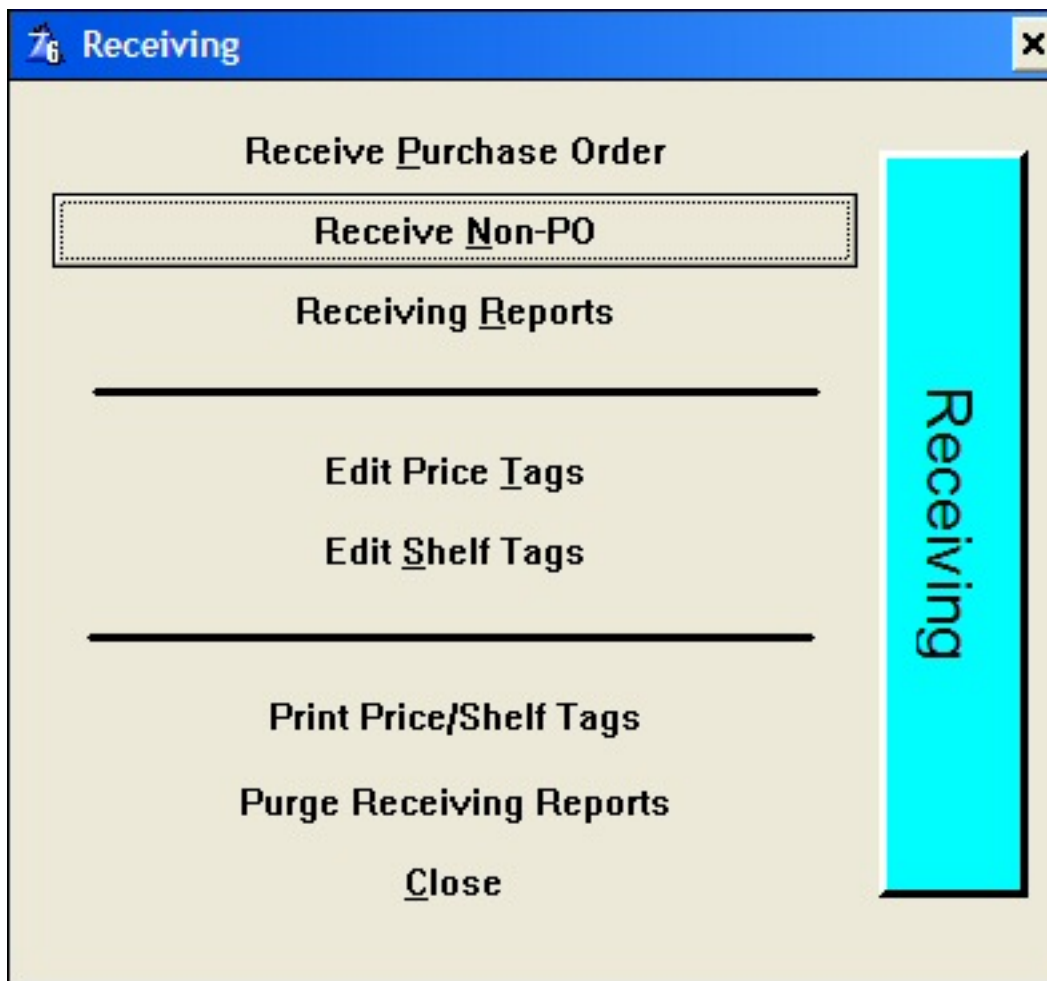 Receiving
Receive Purchase Order
Receive Non-PO
Receiving Reports
Edit Price Tags
Edit Shelf Tags
Print Price/Shelf Tags
Purge Receiving Reports
Close
Receiving